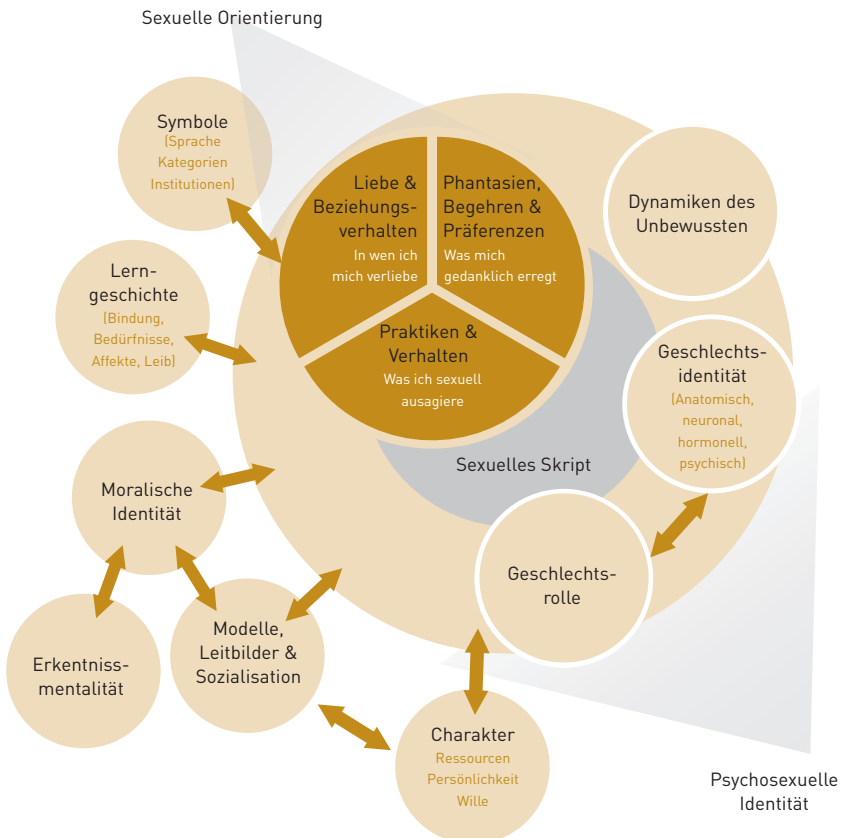 Sexuelle Orientierung
Symbole
(Sprache
Kategorien
Institutionen)
Liebe &
Beziehungs-
verhalten
In wen ich
mich verliebe
Phantasien,
Begehren &
Präferenzen
Was mich
gedanklich erregt
Dynamiken des
Unbewussten
Lern-
geschichte
(Bindung,
Bedürfnisse,
Affekte, Leib)
Praktiken &
Verhalten
Was ich sexuell
ausagiere
Geschlechts-
identität
(Anatomisch,
neuronal,
hormonell,
psychisch)
Sexuelles Skript
Moralische
Identität
Geschlechts-
rolle
Modelle,
Leitbilder &
Sozialisation
Erkentniss-
mentalität
Charakter
Ressourcen
Persönlichkeit
Wille
Psychosexuelle
Identität